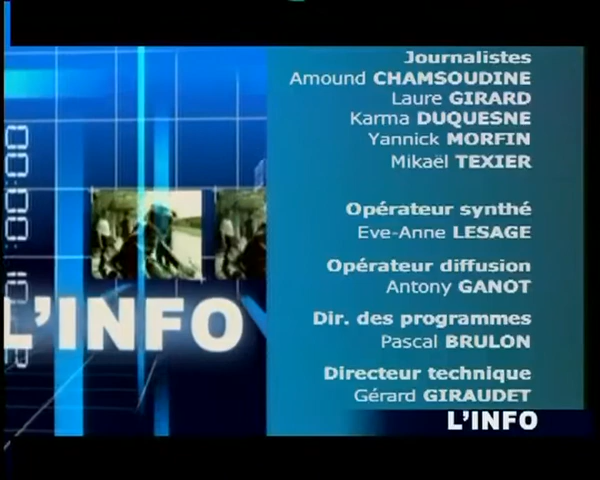 Journalistes
Amound CHAMSOUDINE
Laure GIRARD
Karma DUQUESNE
Yannick MORFIN
Mikaël TEXIER
Opérateur synthé
Eve-Anne LESAGE
Opérateur diffusion
Antony GANOT
Dir. des programmes
Pascal BRULON
Directeur technique
Gérard GIRAUDET
L'INFO
L'INFO